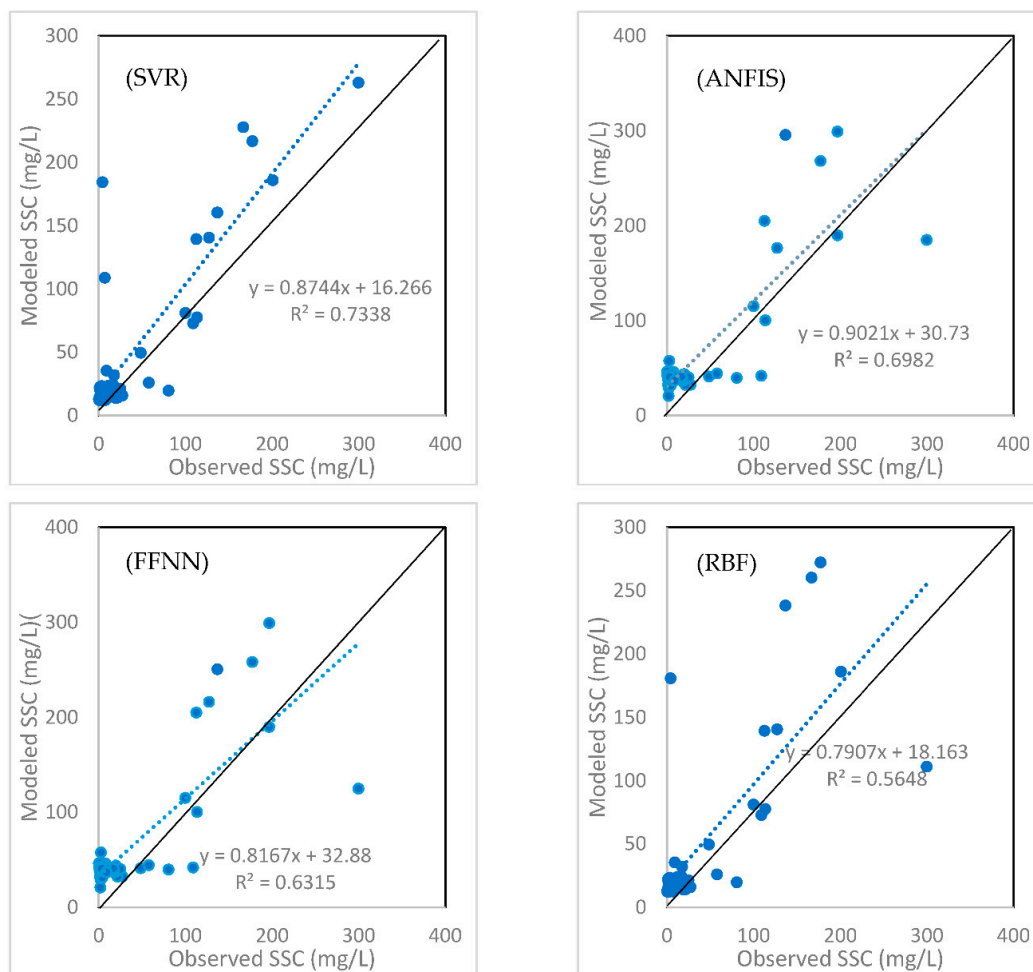 (SVR)
Modeled SSC (mg/L)
300
250
200
150
100
50
0
y = 0.8744x + 16.266
R² = 0.7338
0 100 200 300 400
Observed SSC (mg/L)
(ANFIS)
Modeled SSC (mg/L)
400
300
200
100
0
y = 0.9021x + 30.73
R² = 0.6982
0 100 200 300 400
Observed SSC (mg/L)
(FFNN)
Modeled SSC (mg/L)(
400
300
200
100
0
y = 0.8167x + 32.88
R² = 0.6315
0 100 200 300 400
Observed SSC (mg/L)
(RBF)
Modeled SSC (mg/L)
300
250
200
150
100
50
0
y = 0.7907x + 18.163
R² = 0.5648
0 100 200 300 400
Observed SSC (mg/L)